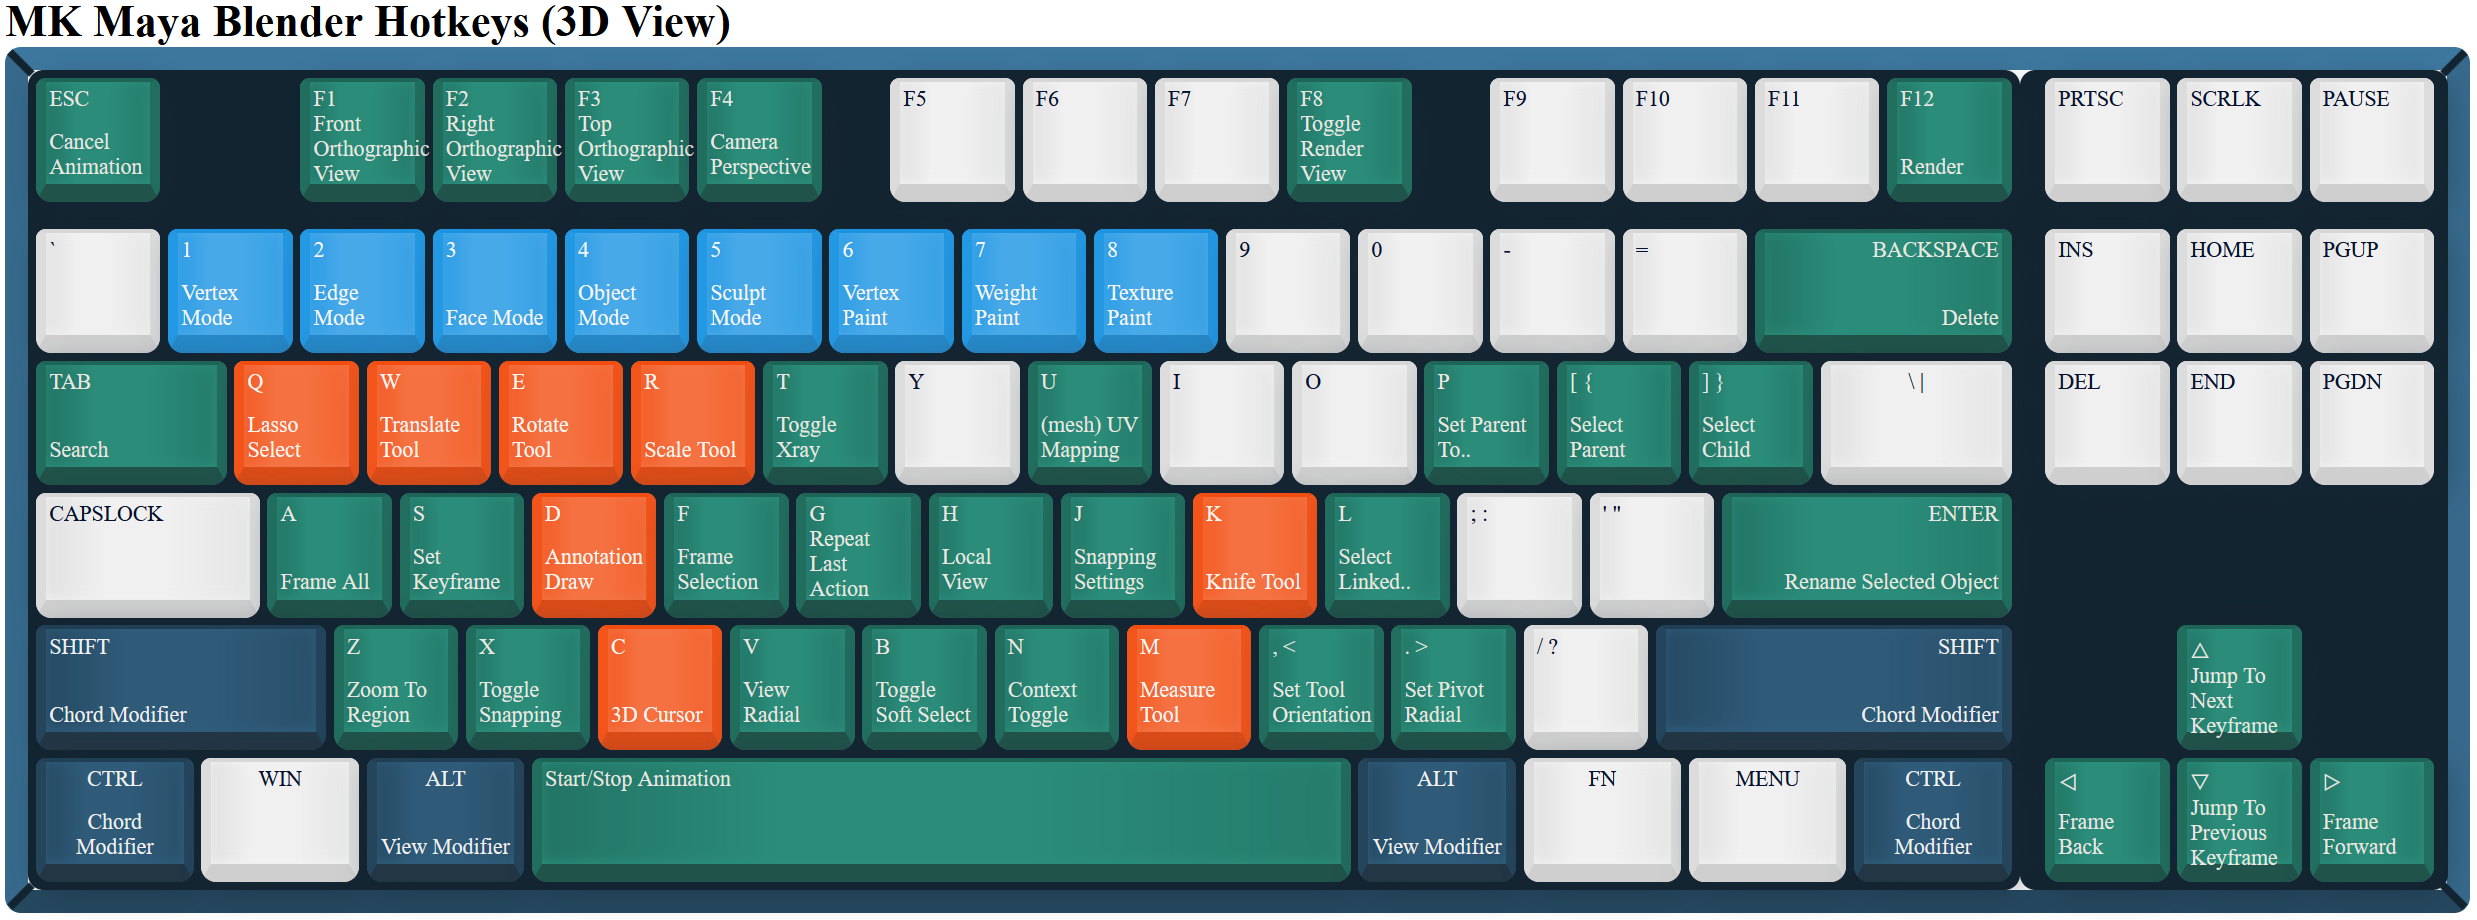 MK Maya Blender Hotkeys (3D View)
ESC
Cancel
Animation
F1
Front
Orthographic
View
F2
Right
Orthographic
View
F3
Top
Orthographic
View
F4
Camera
Perspective
F5
F6
F7
F8
Toggle
Render
View
F9
F10
F11
F12
Render
PRTSC
SCRLK
PAUSE
`
1
Vertex
Mode
2
Edge
Mode
3
Face Mode
4
Object
Mode
5
Sculpt
Mode
6
Vertex
Paint
7
Weight
Paint
8
Texture
Paint
9
0
-
=
BACKSPACE
Delete
INS
HOME
PGUP
TAB
Search
Q
Lasso
Select
W
Translate
Tool
E
Rotate
Tool
R
Scale Tool
T
Toggle
Xray
Y
U
(mesh) UV
Mapping
I
O
P
Set Parent
To..
[ {
Select
Parent
] }
Select
Child
\ |
DEL
END
PGDN
CAPSLOCK
A
Frame All
S
Set
Keyframe
D
Annotation
Draw
F
Frame
Selection
G
Repeat
Last
Action
H
Local
View
J
Snapping
Settings
K
Knife Tool
L
Select
Linked..
; :
' "
ENTER
Rename Selected Object
SHIFT
Chord Modifier
Z
Zoom To
Region
X
Toggle
Snapping
C
3D Cursor
V
View
Radial
B
Toggle
Soft Select
N
Context
Toggle
M
Measure
Tool
, <
Set Tool
Orientation
. >
Set Pivot
Radial
/ ?
SHIFT
Chord Modifier
△
Jump To
Next
Keyframe
CTRL
Chord
Modifier
WIN
ALT
View Modifier
Start/Stop Animation
ALT
View Modifier
FN
MENU
CTRL
Chord
Modifier
◁
Frame
Back
▽
Jump To
Previous
Keyframe
▷
Frame
Forward